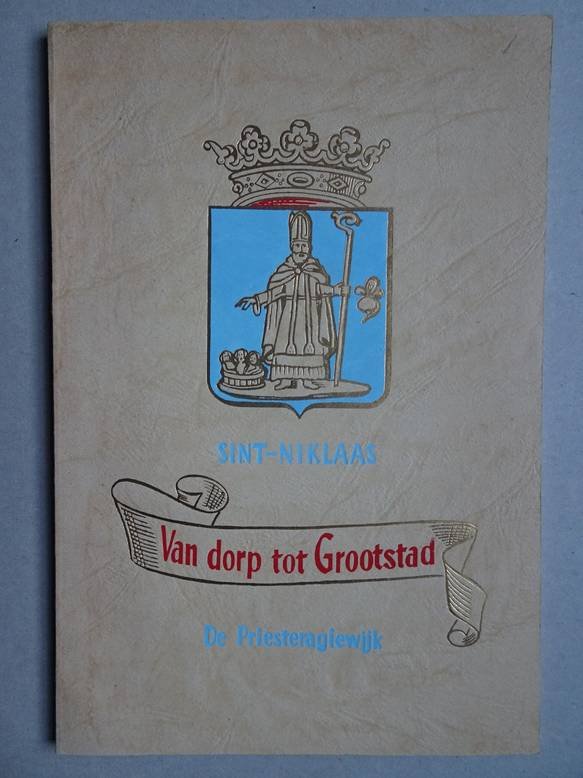 SINT-NIKLAAS
Van dorp tot Grootstad
De Priesteragiewijk